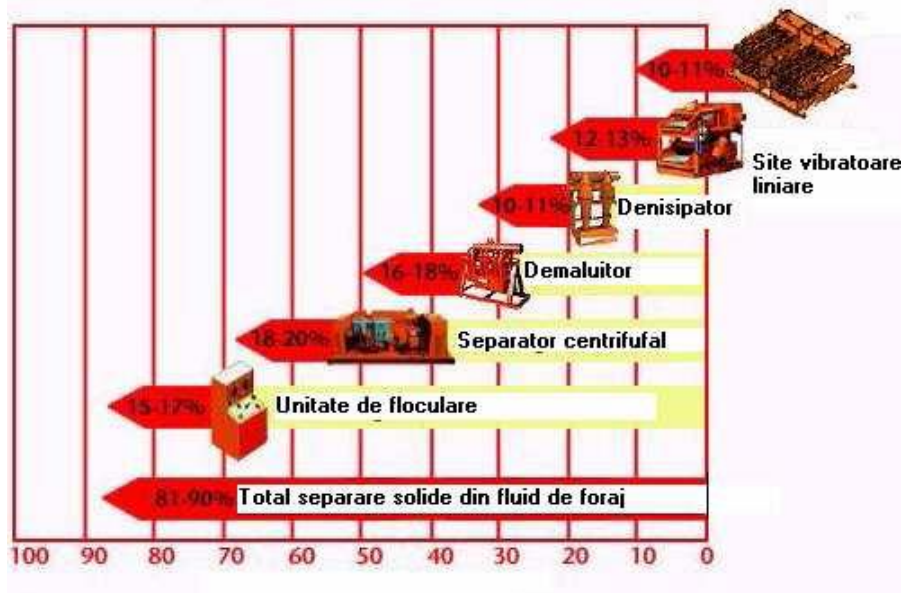 10-11%
12-13%
Site vibratoare
liniare
10-11%
Denisipator
16-18%
Demaluitor
18-20%
Separator centrifufal
15-17%
Unitate de floculare
81-90%
Total separare solide din fluid de foraj
100 90 80 70 60 50 40 30 20 10 0